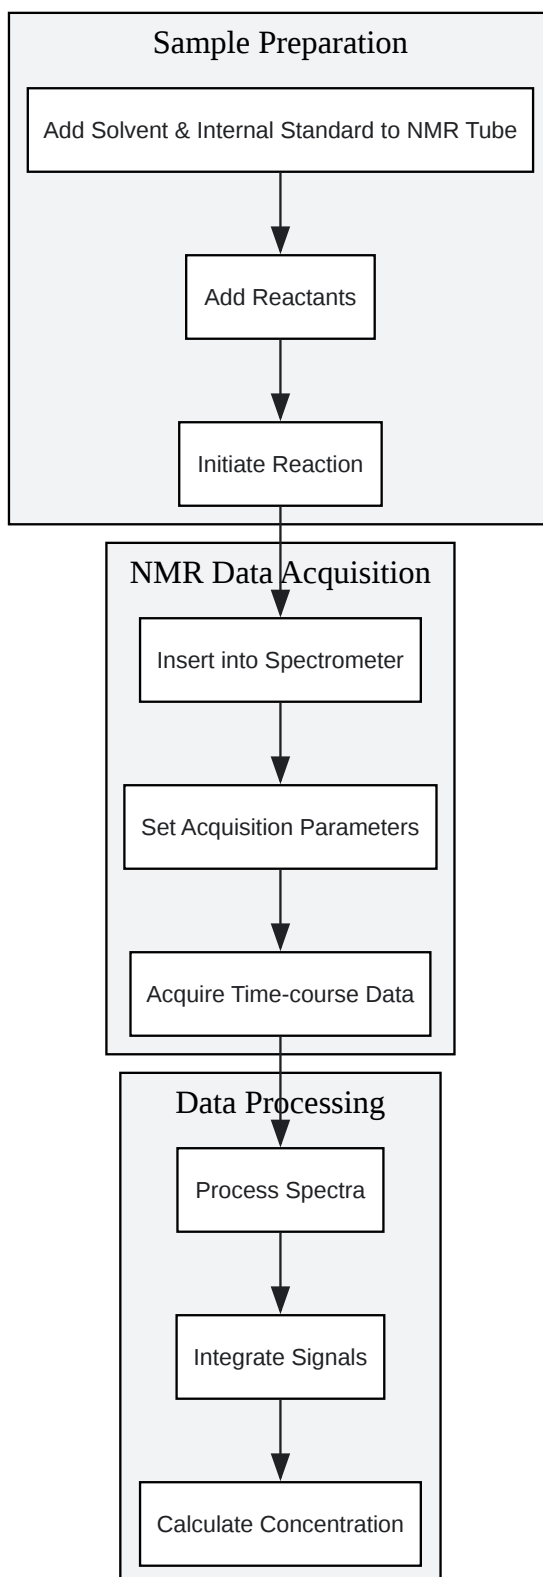 Sample Preparation
Add Solvent & Internal Standard to NMR Tube
Add Reactants
Initiate Reaction
NMR Data Acquisition
Insert into Spectrometer
Set Acquisition Parameters
Acquire Time-course Data
Data Processing
Process Spectra
Integrate Signals
Calculate Concentration